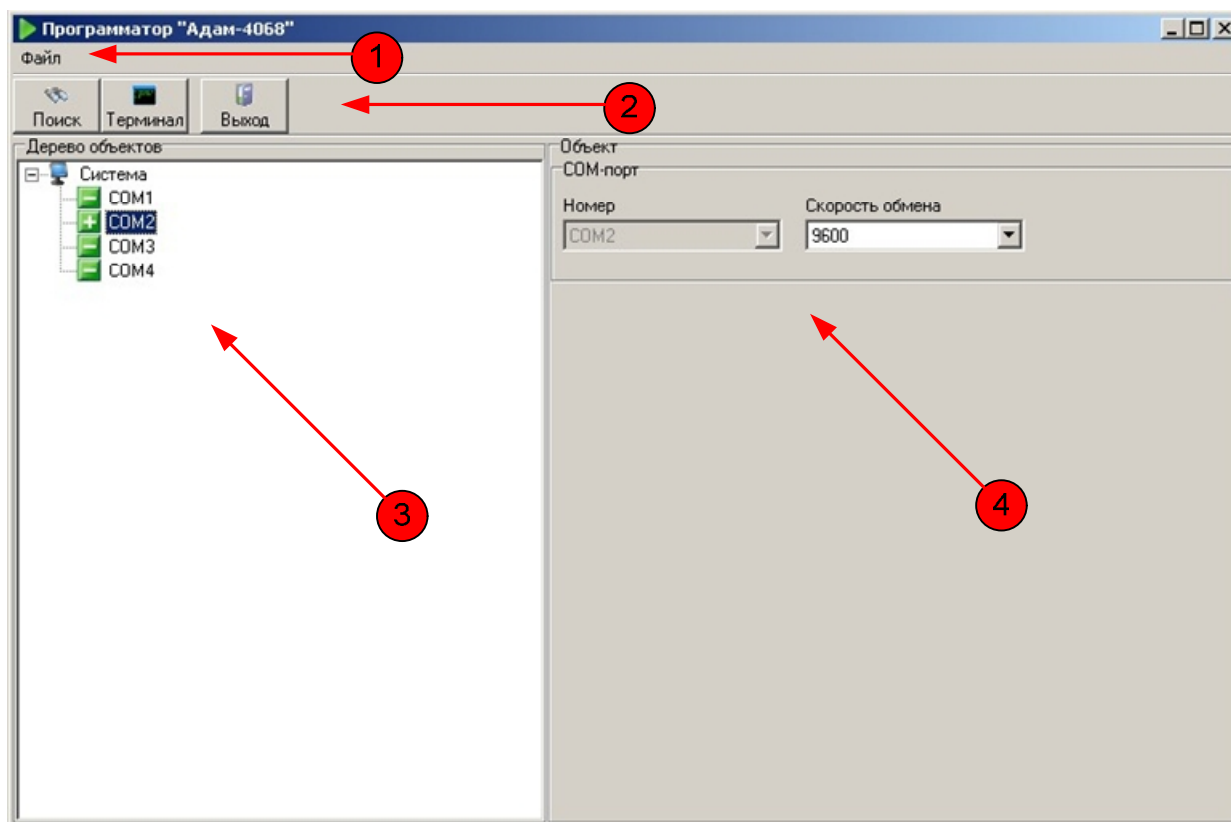 Программатор "Адам-4068"
Файл
1
Поиск Терминал Выход
2
Дерево объектов
Система
COM1
COM2
COM3
COM4
3
Объект
COM-порт
Номер Скорость обмена
COM2 9600
4